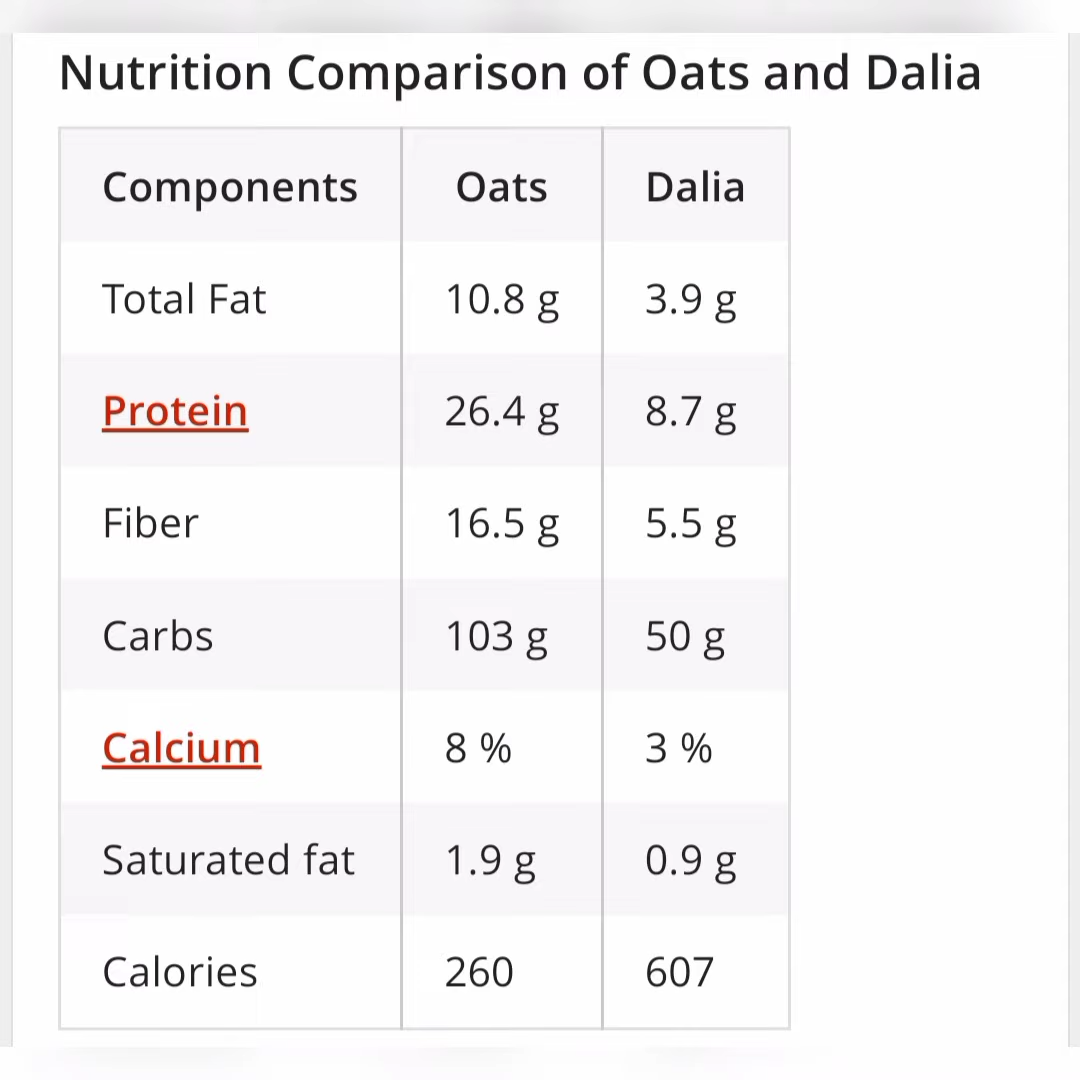 Nutrition Comparison of Oats and Dalia
Components Oats Dalia
Total Fat 10.8 g 3.9 g
Protein 26.4 g 8.7 g
Fiber 16.5 g 5.5 g
Carbs 103 g 50 g
Calcium 8 % 3 %
Saturated fat 1.9 g 0.9 g
Calories 260 607